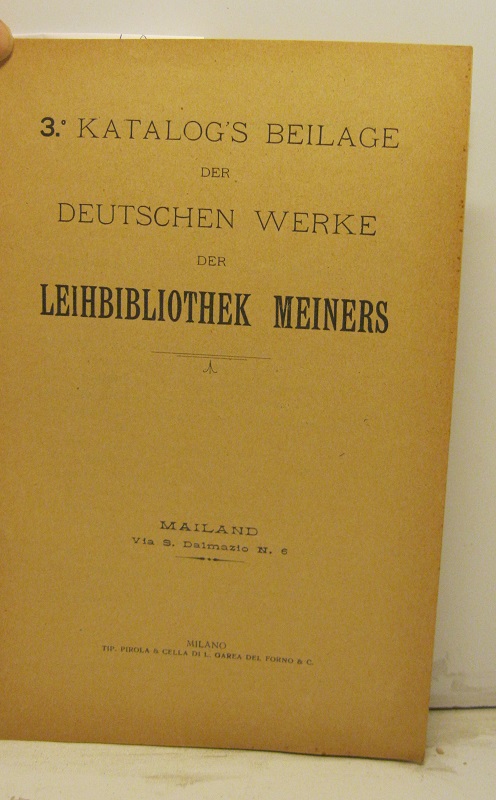 3.° KATALOG'S BEILAGE
DER
DEUTSCHEN WERKE
DER
LEIHBIBLIOTHEK MEINERS
MAILAND
Via S. Dalmazio N. 6
MILANO
TIP. PIROLA & CELLA DI L. GAREA DEL FORNO & C.